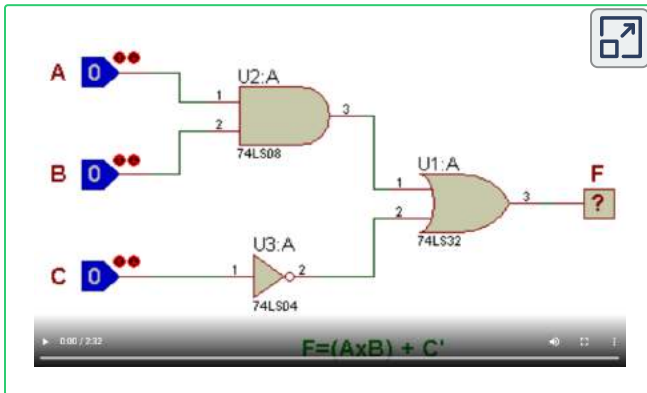 U2:A
A 0
1
2
3
74LS08
B 0
U1:A
1
2
3
74LS32
F
?
U3:A
C 0
1
2
74LS04
0:00 / 2:32
F=(AxB) + C'